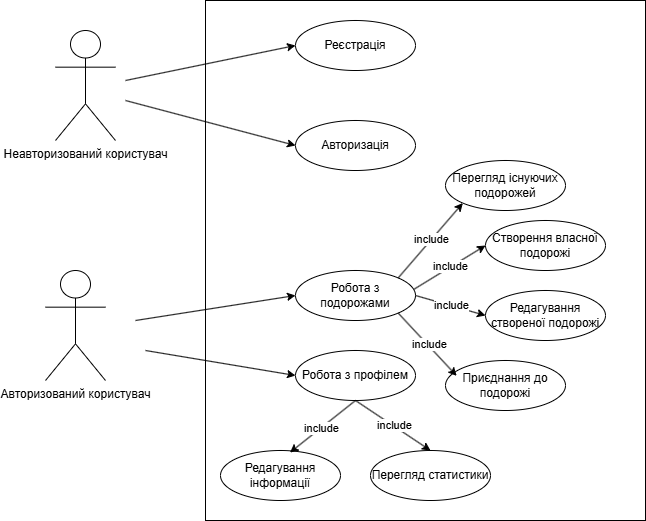 Реєстрація
Неавторизований користувач
Авторизація
Перегляд існуючих
подорожей
include
Створення власної
подорожі
include
Робота з
подорожами
include
Редагування
створеної подорожі
include
Авторизований користувач
Робота з профілем
Приєднання до
подорожі
include
include
Редагування
інформації
Перегляд статистики